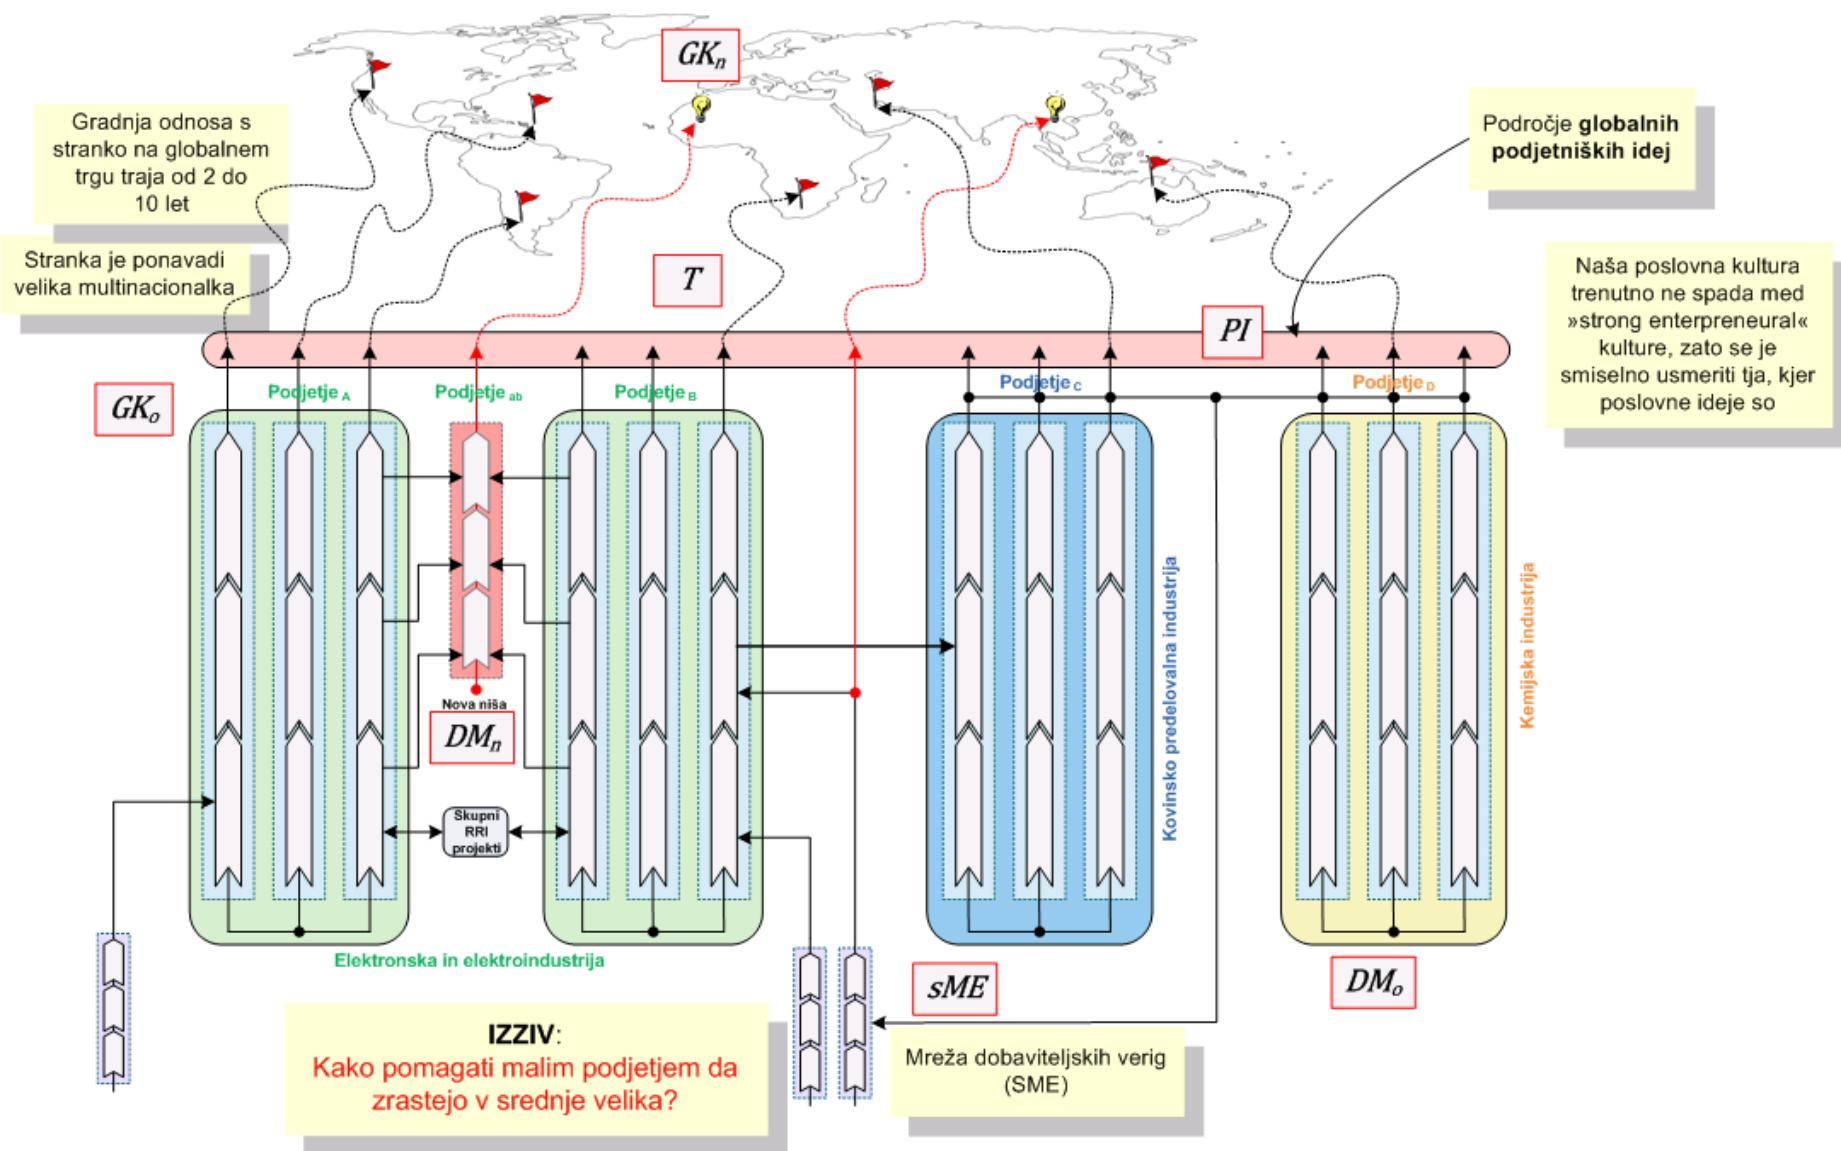 GKn
Gradnja odnosa s
stranko na globalnem
trgu traja od 2 do
10 let
Stranka je ponavadi
velika multinacionalka
Področje globalnih
podjetniških idej
Naša poslovna kultura
trenutno ne spada med
»strong enterpreneural«
kulture, zato se je
smiselno usmeriti tja, kjer
poslovne ideje so
T
PI
GKo
Podjetje A
Podjetje ab
Podjetje B
Podjetje C
Podjetje D
Nova niša
DMn
Skupni
RRI
projekti
Kovinsko predelovalna industrija
Kemijska industrija
Elektronska in elektroindustrija
sME
DMo
IZZIV:
Kako pomagati malim podjetjem da
zrastejo v srednje velika?
Mreža dobaviteljskih verig
(SME)